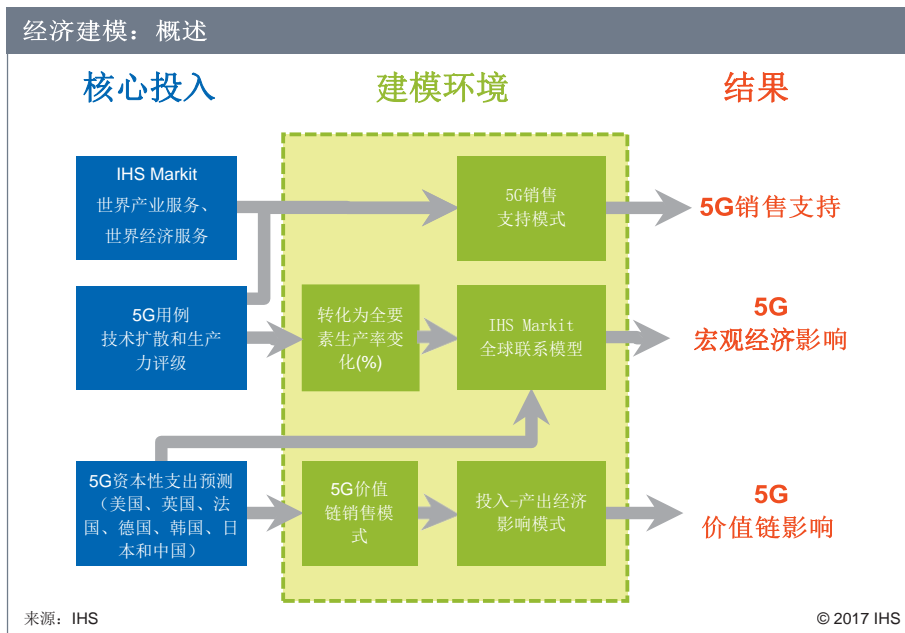 经济建模：概述
核心投入
建模环境
结果
IHS Markit
世界产业服务、
世界经济服务
5G销售
支持模式
5G销售支持
5G用例
技术扩散和生产
力评级
转化为全要
素生产率变
化(%)
IHS Markit
全球联系模型
5G
宏观经济影响
5G资本性支出预测
（美国、英国、法
国、德国、韩国、日
本和中国）
5G价值
链销售模
式
投入-产出经济
影响模式
5G
价值链影响
来源：IHS
© 2017 IHS